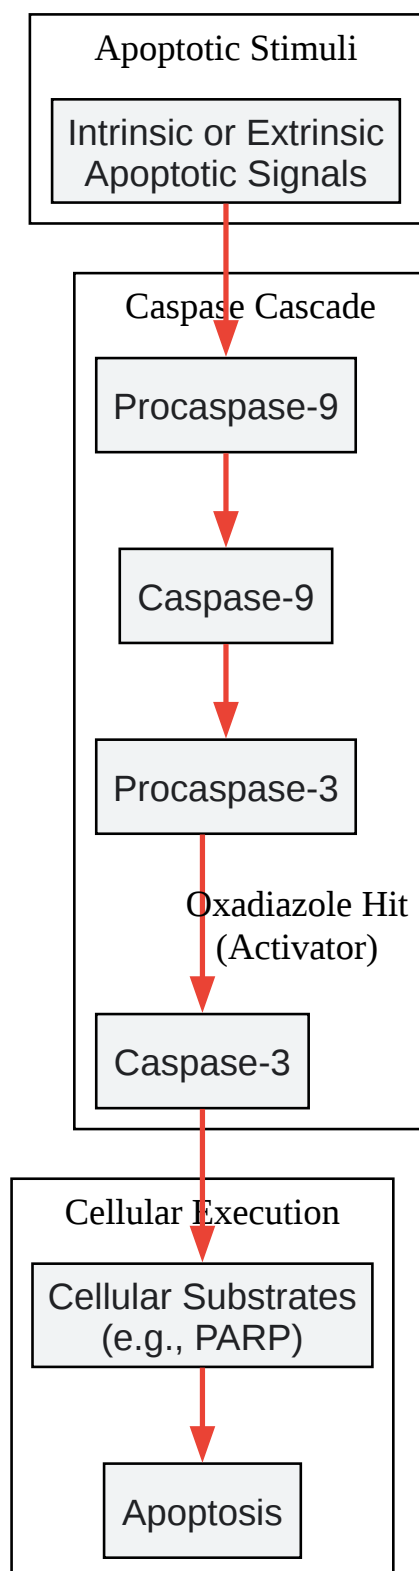 Apoptotic Stimuli
Intrinsic or Extrinsic
Apoptotic Signals
Caspase Cascade
Procaspase-9
Caspase-9
Procaspase-3
Oxadiazole Hit
(Activator)
Caspase-3
Cellular Execution
Cellular Substrates
(e.g., PARP)
Apoptosis